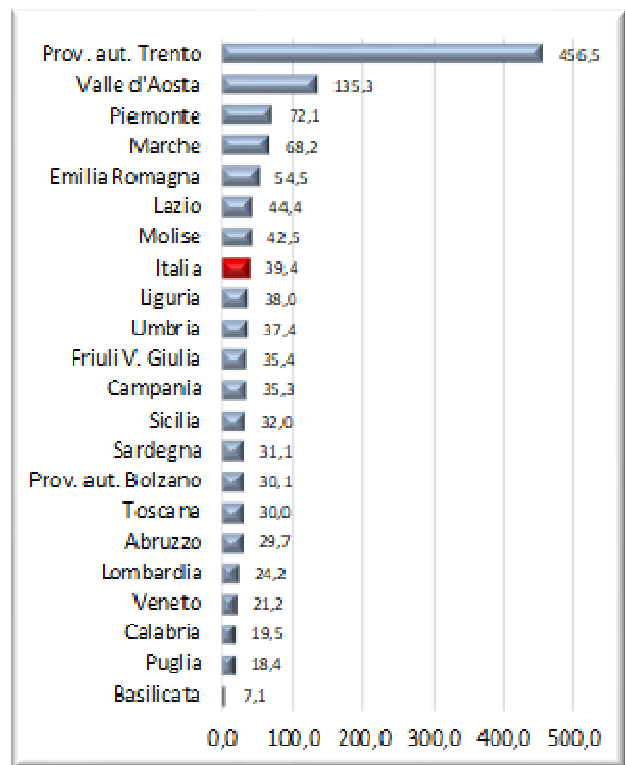 Prov. aut. Trento 456,5
Valle d'Aosta 135,3
Piemonte 72,1
Marche 68,2
Emilia Romagna 54,5
Lazio 44,4
Molise 42,5
Italia 39,4
Liguria 38,0
Umbria 37,4
Friuli V. Giulia 35,4
Campania 35,3
Sicilia 32,0
Sardegna 31,1
Prov. aut. Bolzano 30,1
Toscana 30,0
Abruzzo 29,7
Lombardia 24,2
Veneto 21,2
Calabria 19,5
Puglia 18,4
Basilicata 7,1
0,0 100,0 200,0 300,0 400,0 500,0